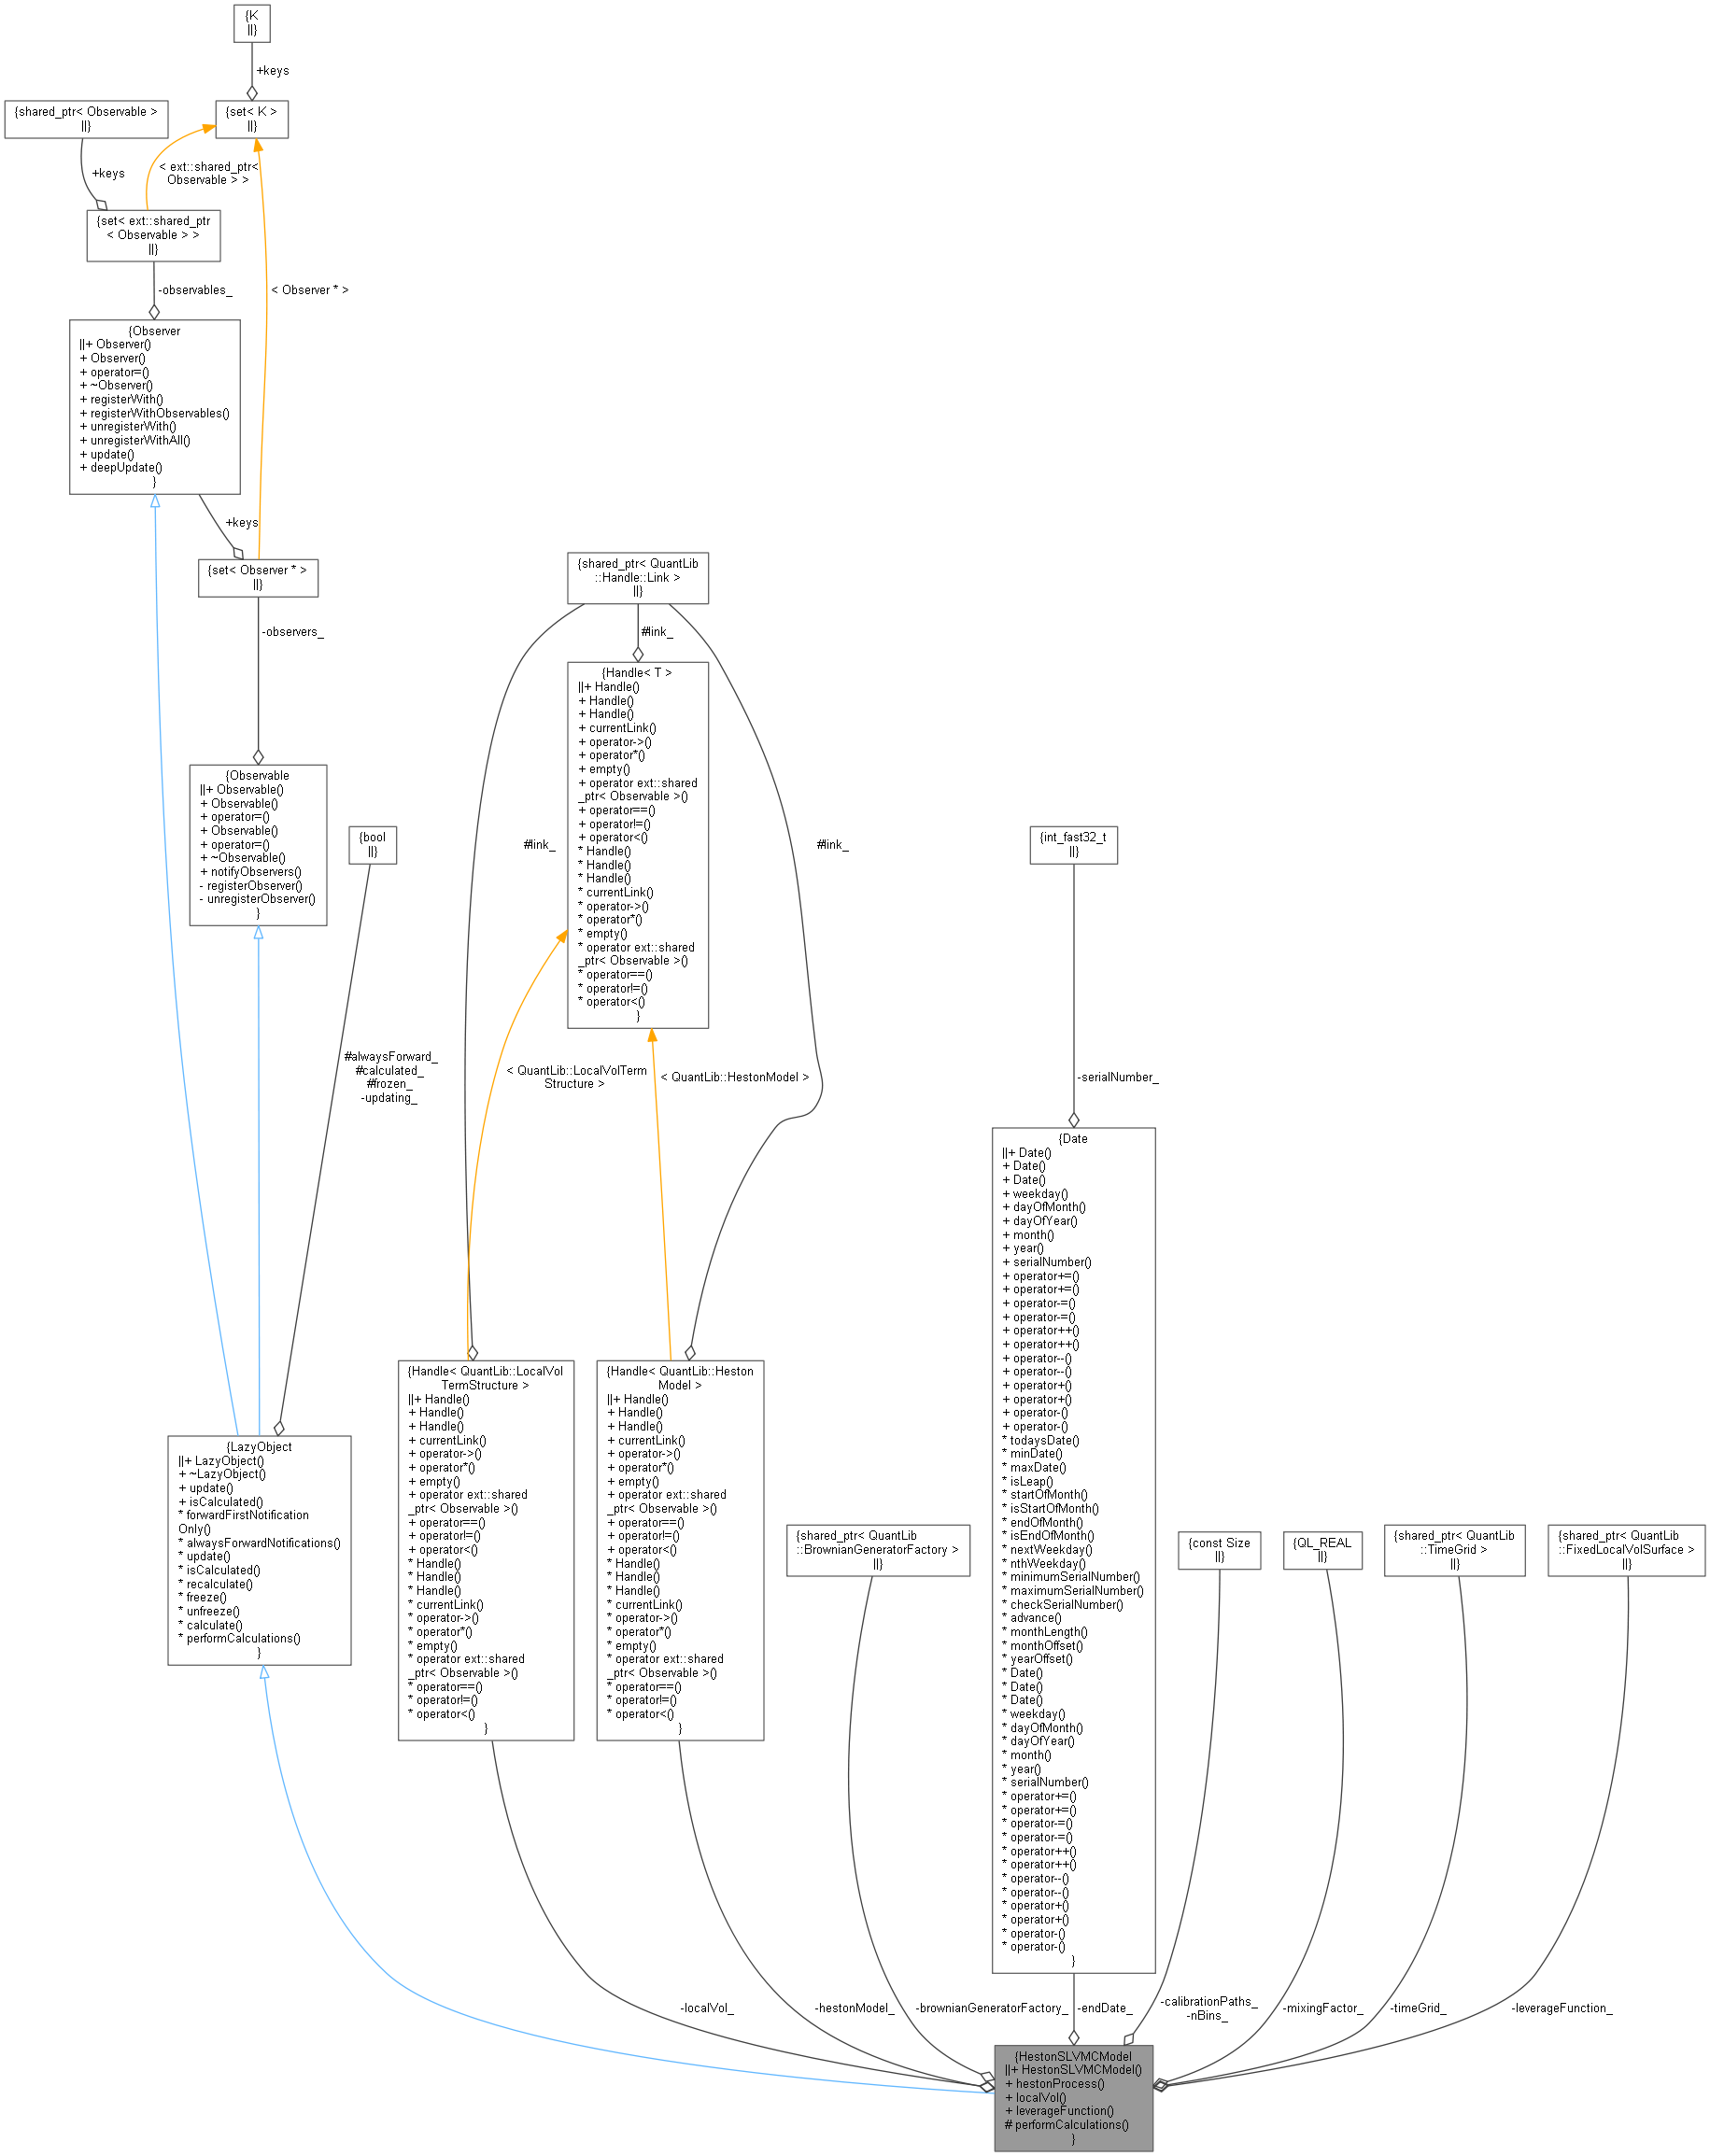 {K
||}
+keys
{shared_ptr< Observable >
||}
{set< K >
||}
+keys
< ext::shared_ptr<
Observable > >
{set< ext::shared_ptr
< Observable > >
||}
-observables_
< Observer * >
{Observer
||+ Observer()
+ Observer()
+ operator=()
+ ~Observer()
+ registerWith()
+ registerWithObservables()
+ unregisterWith()
+ unregisterWithAll()
+ update()
+ deepUpdate()
}
+keys
{set< Observer * >
||}
-observers_
{shared_ptr< QuantLib
::Handle::Link >
||}
#link_
{Handle< T >
||+ Handle()
+ Handle()
+ Handle()
+ currentLink()
+ operator->()
+ operator*()
+ empty()
+ operator ext::shared
_ptr< Observable >()
+ operator==()
+ operator!=()
+ operator<()
* Handle()
* Handle()
* Handle()
* currentLink()
* operator->()
* operator*()
* empty()
* operator ext::shared
_ptr< Observable >()
* operator==()
* operator!=()
* operator<()
}
{Observable
||+ Observable()
+ Observable()
+ operator=()
+ Observable()
+ operator=()
+ ~Observable()
+ notifyObservers()
- registerObserver()
- unregisterObserver()
}
{bool
||}
#link_
#link_
{int_fast32_t
||}
#alwaysForward_
#calculated_
#frozen_
-updating_
< QuantLib::LocalVolTerm
Structure >
< QuantLib::HestonModel >
-serialNumber_
{Date
||+ Date()
+ Date()
+ Date()
+ weekday()
+ dayOfMonth()
+ dayOfYear()
+ month()
+ year()
+ serialNumber()
+ operator+=()
+ operator+=()
+ operator-=()
+ operator-=()
+ operator++()
+ operator++()
+ operator--()
+ operator--()
+ operator+()
+ operator+()
+ operator-()
+ operator-()
* todaysDate()
* minDate()
* maxDate()
* isLeap()
* startOfMonth()
* isStartOfMonth()
* endOfMonth()
* isEndOfMonth()
* nextWeekday()
* nthWeekday()
* minimumSerialNumber()
* maximumSerialNumber()
* checkSerialNumber()
* advance()
* monthLength()
* monthOffset()
* yearOffset()
* Date()
* Date()
* Date()
* weekday()
* dayOfMonth()
* dayOfYear()
* month()
* year()
* serialNumber()
* operator+=()
* operator+=()
* operator-=()
* operator-=()
* operator++()
* operator++()
* operator--()
* operator--()
* operator+()
* operator+()
* operator-()
* operator-()
}
{LazyObject
||+ LazyObject()
+ ~LazyObject()
+ update()
+ isCalculated()
* forwardFirstNotification
Only()
* alwaysForwardNotifications()
* update()
* isCalculated()
* recalculate()
* freeze()
* unfreeze()
* calculate()
* performCalculations()
}
{Handle< QuantLib::LocalVol
TermStructure >
||+ Handle()
+ Handle()
+ Handle()
+ currentLink()
+ operator->()
+ operator*()
+ empty()
+ operator ext::shared
_ptr< Observable >()
+ operator==()
+ operator!=()
+ operator<()
* Handle()
* Handle()
* Handle()
* currentLink()
* operator->()
* operator*()
* empty()
* operator ext::shared
_ptr< Observable >()
* operator==()
* operator!=()
* operator<()
}
{Handle< QuantLib::Heston
Model >
||+ Handle()
+ Handle()
+ Handle()
+ currentLink()
+ operator->()
+ operator*()
+ empty()
+ operator ext::shared
_ptr< Observable >()
+ operator==()
+ operator!=()
+ operator<()
* Handle()
* Handle()
* Handle()
* currentLink()
* operator->()
* operator*()
* empty()
* operator ext::shared
_ptr< Observable >()
* operator==()
* operator!=()
* operator<()
}
{shared_ptr< QuantLib
::BrownianGeneratorFactory >
||}
{const Size
||}
{QL_REAL
||}
{shared_ptr< QuantLib
::TimeGrid >
||}
{shared_ptr< QuantLib
::FixedLocalVolSurface >
||}
-localVol_
-hestonModel_
-brownianGeneratorFactory_
-endDate_
-calibrationPaths_
-nBins_
-mixingFactor_
-timeGrid_
-leverageFunction_
{HestonSLVMCModel
||+ HestonSLVMCModel()
+ hestonProcess()
+ localVol()
+ leverageFunction()
# performCalculations()
}